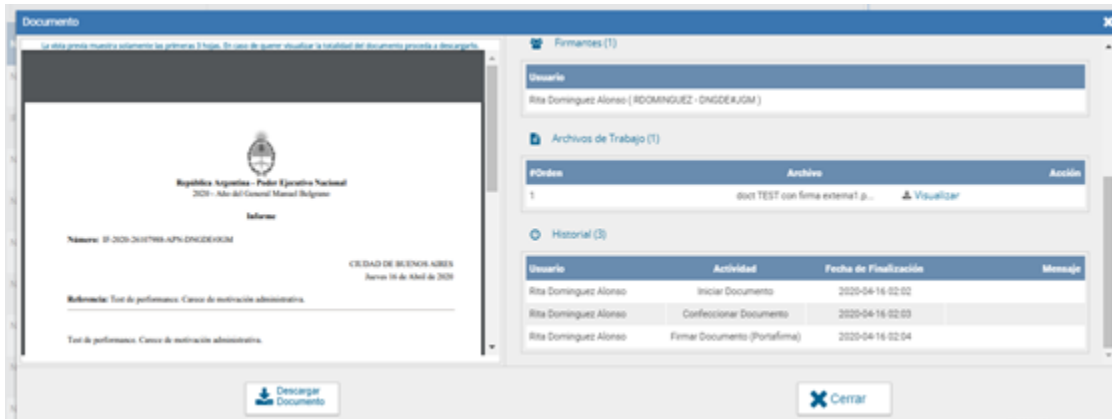 Documento
La vista previa muestra solamente las primeras 3 hojas. En caso de querer visualizar la totalidad del documento proceda a descargarlo.
República Argentina - Poder Ejecutivo Nacional
2020 - Año del General Manuel Belgrano
Informe
Número: IF-2020-26107988-APN-DNGDE#JGM
CIUDAD DE BUENOS AIRES
Jueves 16 de Abril de 2020
Referencia: Test de performance. Carece de motivación administrativa.
Test de performance. Carece de motivación administrativa.
Firmantes (1)
Usuario
Rita Dominguez Alonso ( RDOMINGUEZ - DNGDE#JGM )
Archivos de Trabajo (1)
#Orden Archivo Acción
1 doct TEST con firma externa1.p... Visualizar
Historial (3)
Usuario Actividad Fecha de Finalización Mensaje
Rita Dominguez Alonso Iniciar Documento 2020-04-16 02:02
Rita Dominguez Alonso Confeccionar Documento 2020-04-16 02:03
Rita Dominguez Alonso Firmar Documento (Portafirma) 2020-04-16 02:04
Descargar
Documento
Cerrar